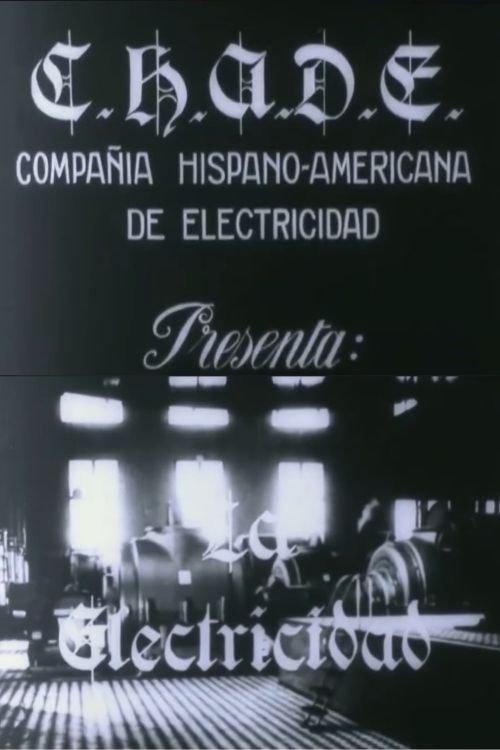 C.H.A.D.E.
COMPAÑIA HISPANO-AMERICANA
DE ELECTRICIDAD
Presenta:
La
Electricidad